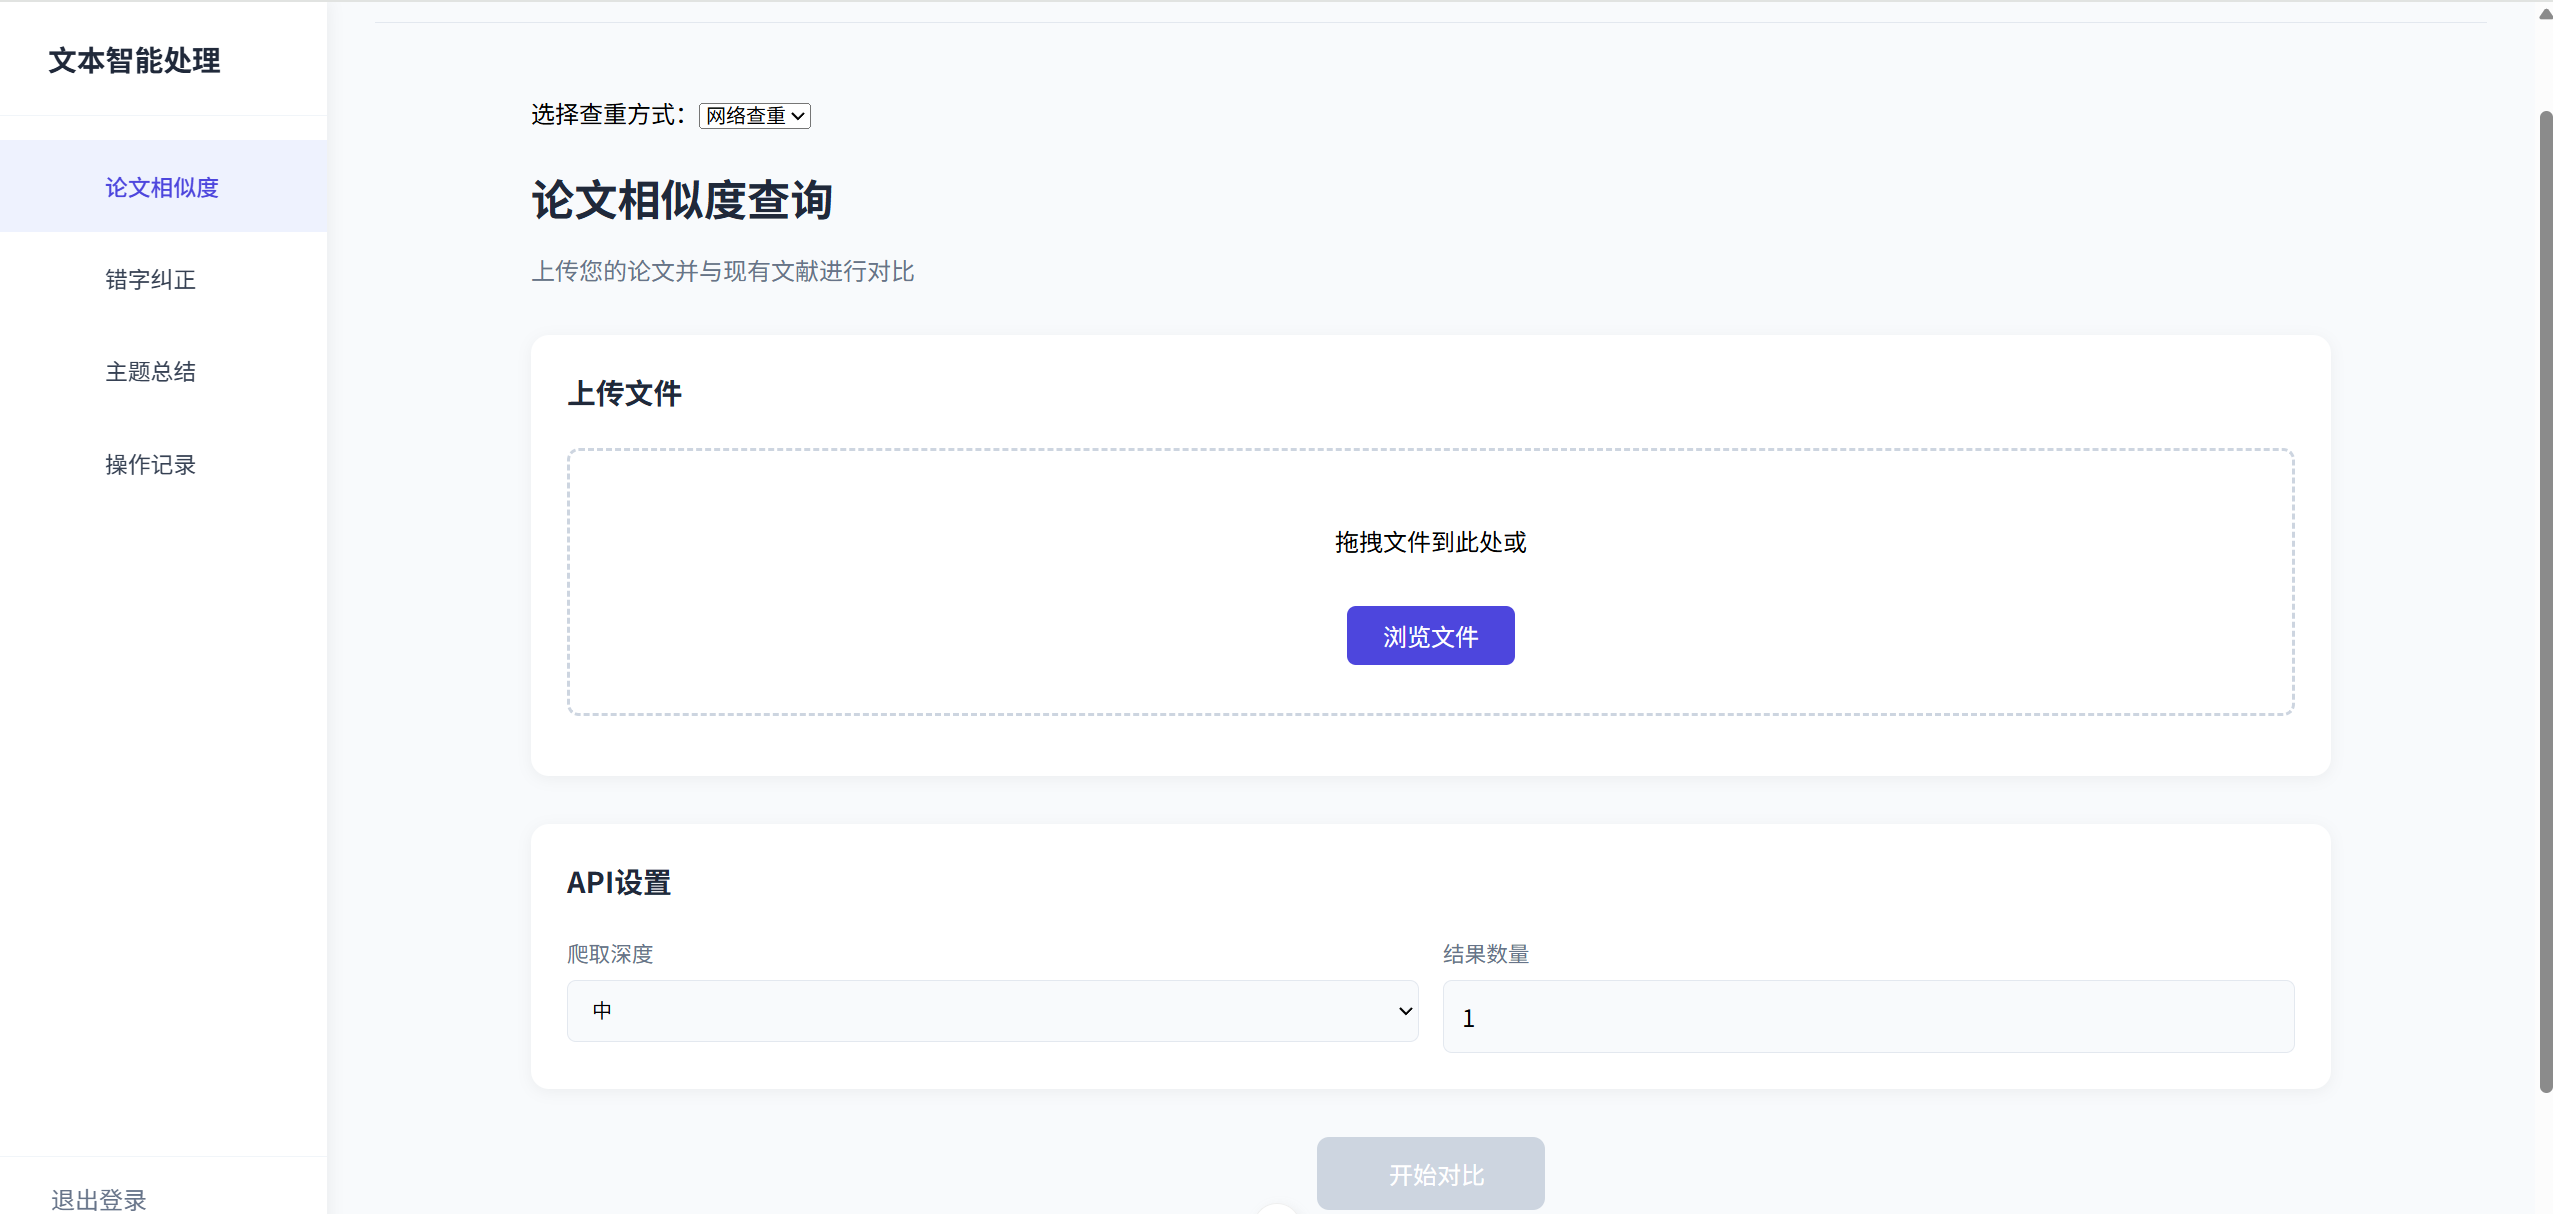 文本智能处理
论文相似度
错字纠正
主题总结
操作记录
退出登录
选择查重方式： 网络查重
论文相似度查询
上传您的论文并与现有文献进行对比
上传文件
拖拽文件到此处或
浏览文件
API设置
爬取深度
中
结果数量
1
开始对比